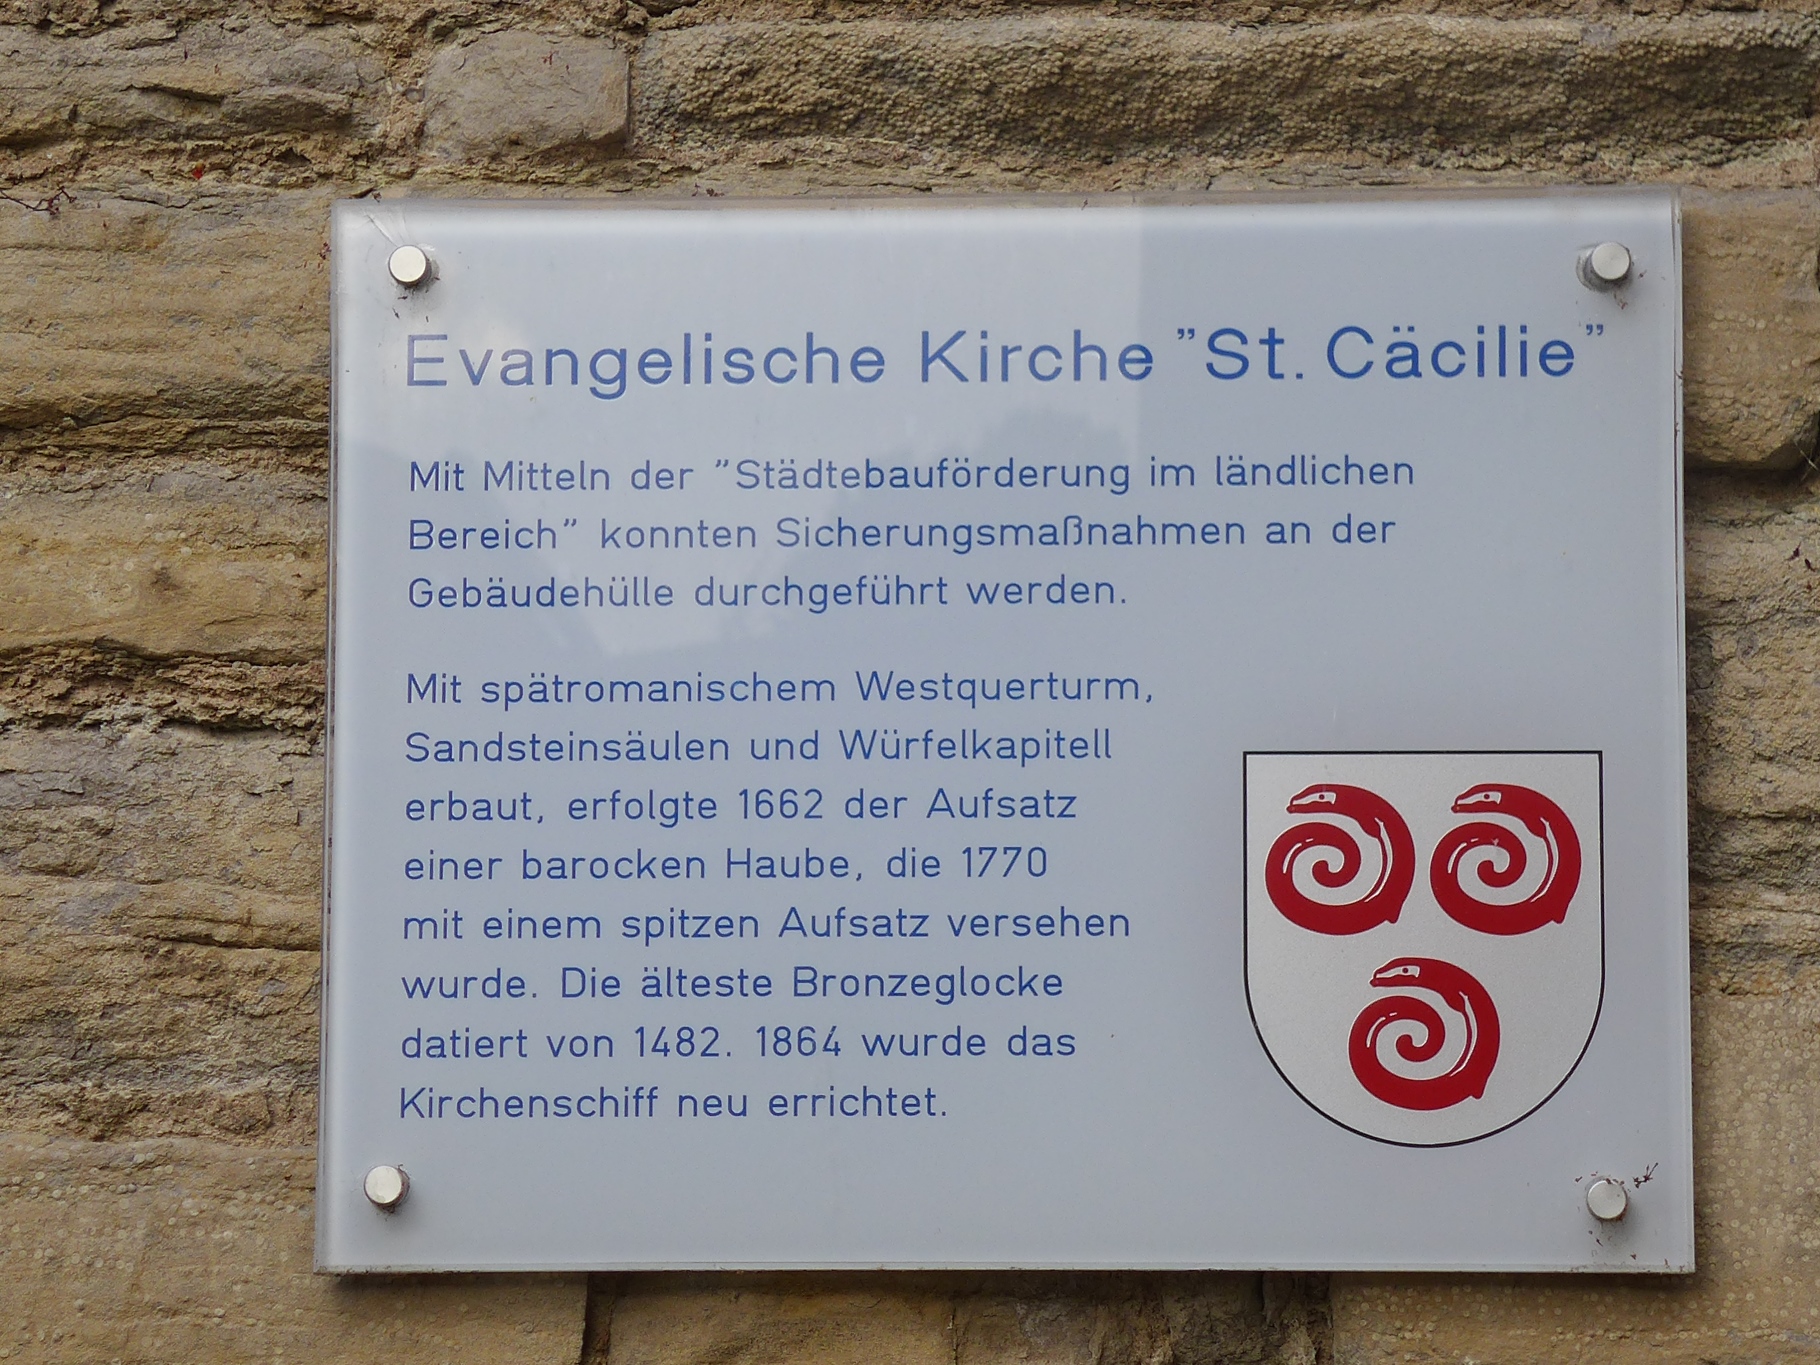 Evangelische Kirche ”St. Cäcilie”
Mit Mitteln der ”Städtebauförderung im ländlichen
Bereich” konnten Sicherungsmaßnahmen an der
Gebäudehülle durchgeführt werden.
Mit spätromanischem Westquerturm,
Sandsteinsäulen und Würfelkapitell
erbaut, erfolgte 1662 der Aufsatz
einer barocken Haube, die 1770
mit einem spitzen Aufsatz versehen
wurde. Die älteste Bronzeglocke
datiert von 1482. 1864 wurde das
Kirchenschiff neu errichtet.